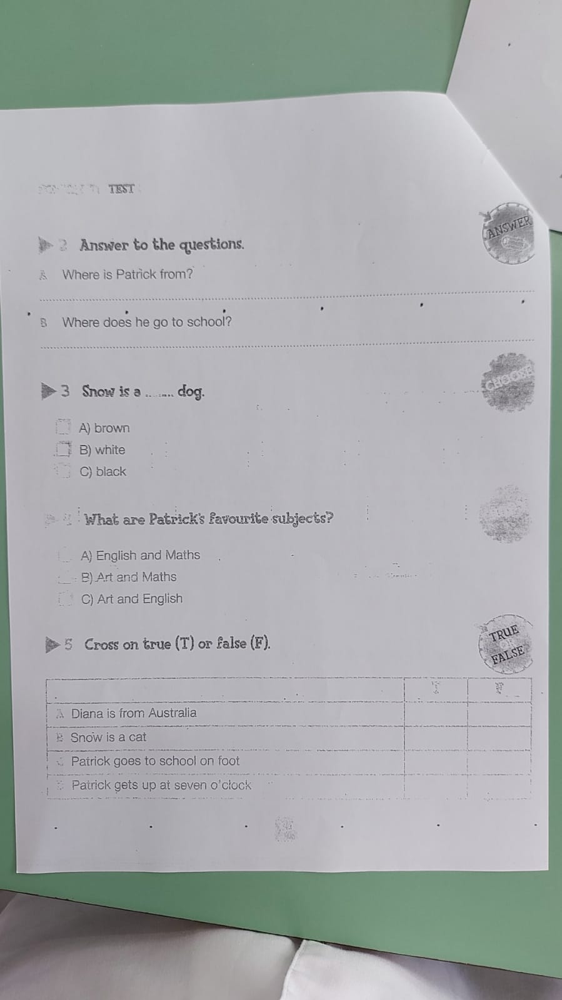 TEST
ANSWER
2 Answer to the questions.
A Where is Patrick from?
B Where does he go to school?
CHOOSE
3 Snow is a ........ dog.
A) brown
B) white
C) black
What are Patrick's favourite subjects?
A) English and Maths
B) Art and Maths
C) Art and English
TRUE
OR
FALSE
5 Cross on true (T) or false (F).
T F
A Diana is from Australia
B Snow is a cat
C Patrick goes to school on foot
Patrick gets up at seven o'clock